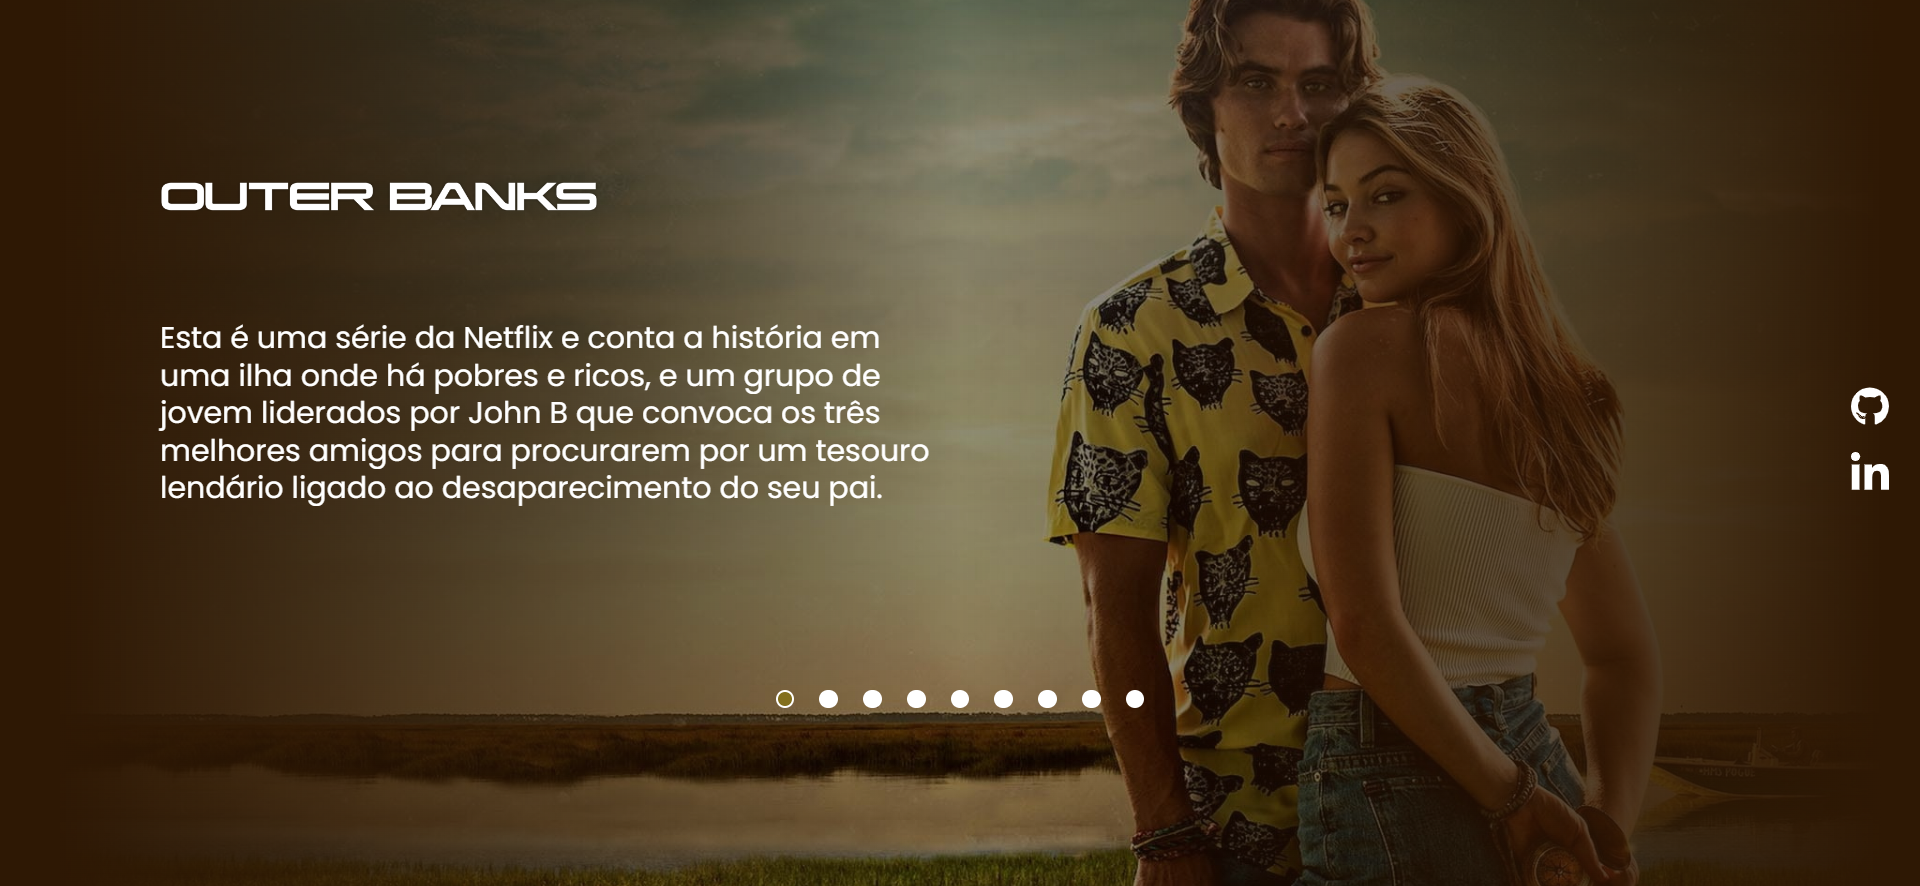 OUTER BANKS
Esta é uma série da Netflix e conta a história em
uma ilha onde há pobres e ricos, e um grupo de
jovem liderados por John B que convoca os três
melhores amigos para procurarem por um tesouro
lendário ligado ao desaparecimento do seu pai.
in